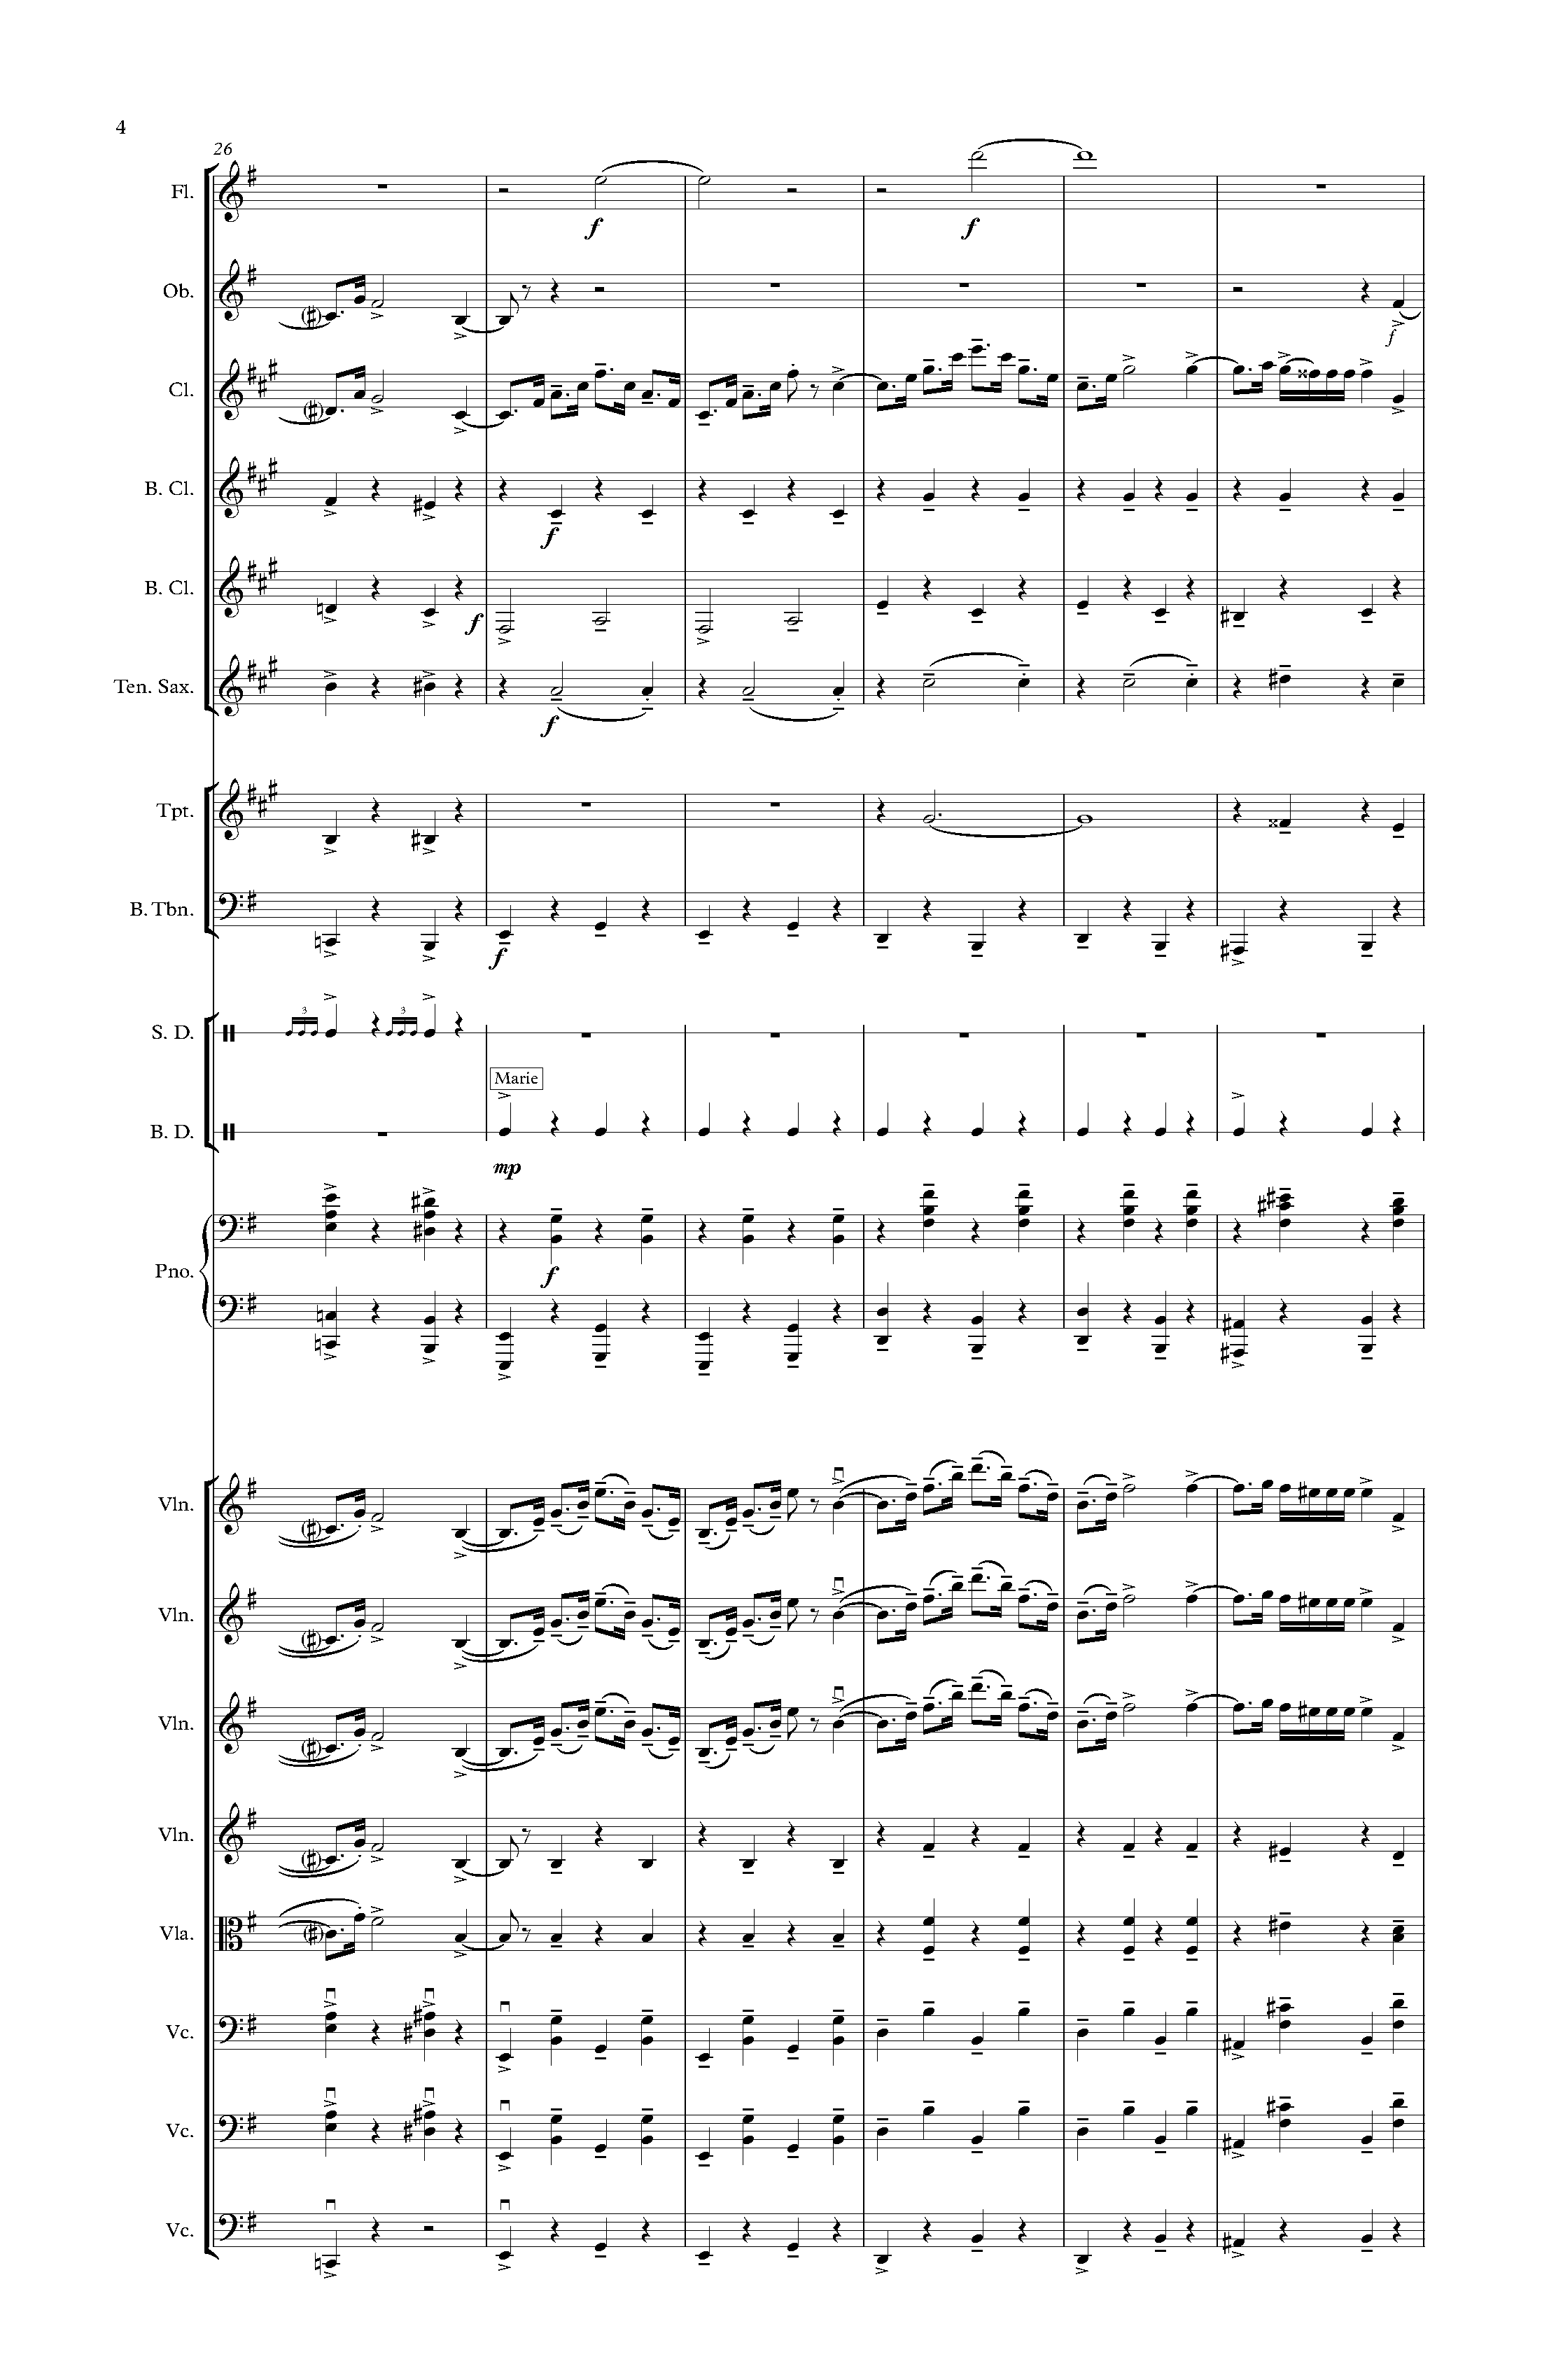 4
26
Fl.
f
f
Ob.
f
Cl.
B. Cl.
f
B. Cl.
f
Ten. Sax.
f
Tpt.
B. Tbn.
f
S. D.
3
3
Marie
B. D.
mp
Pno.
f
Vln.
Vln.
Vln.
Vln.
Vla.
Vc.
Vc.
Vc.